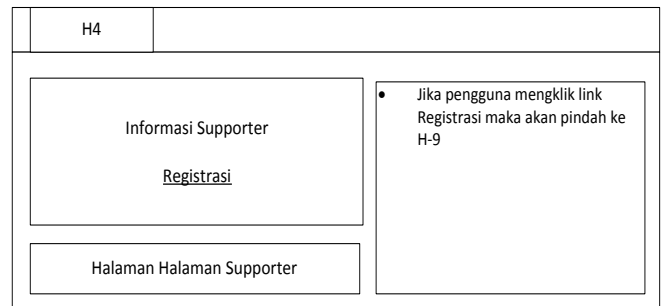 H4
Informasi Supporter
Registrasi
Halaman Halaman Supporter
• Jika pengguna mengklik link
Registrasi maka akan pindah ke
H-9